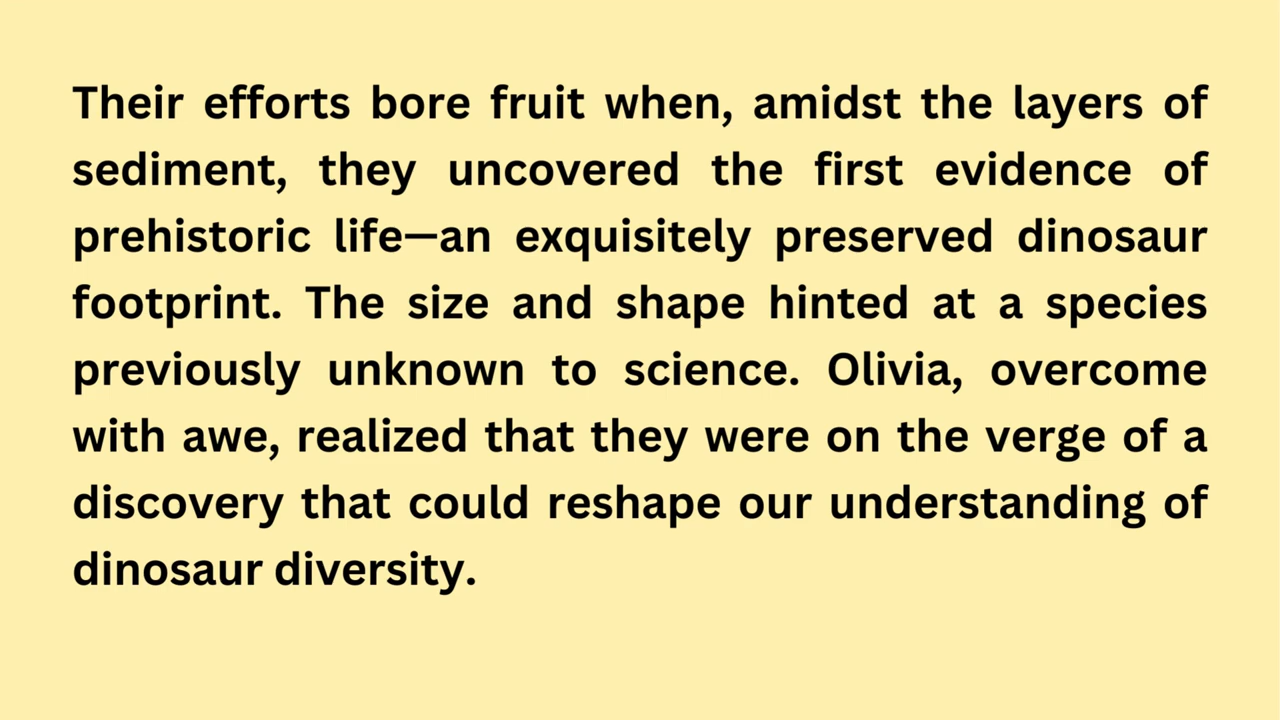 Their efforts bore fruit when, amidst the layers of
sediment, they uncovered the first evidence of
prehistoric life—an exquisitely preserved dinosaur
footprint. The size and shape hinted at a species
previously unknown to science. Olivia, overcome
with awe, realized that they were on the verge of a
discovery that could reshape our understanding of
dinosaur diversity.